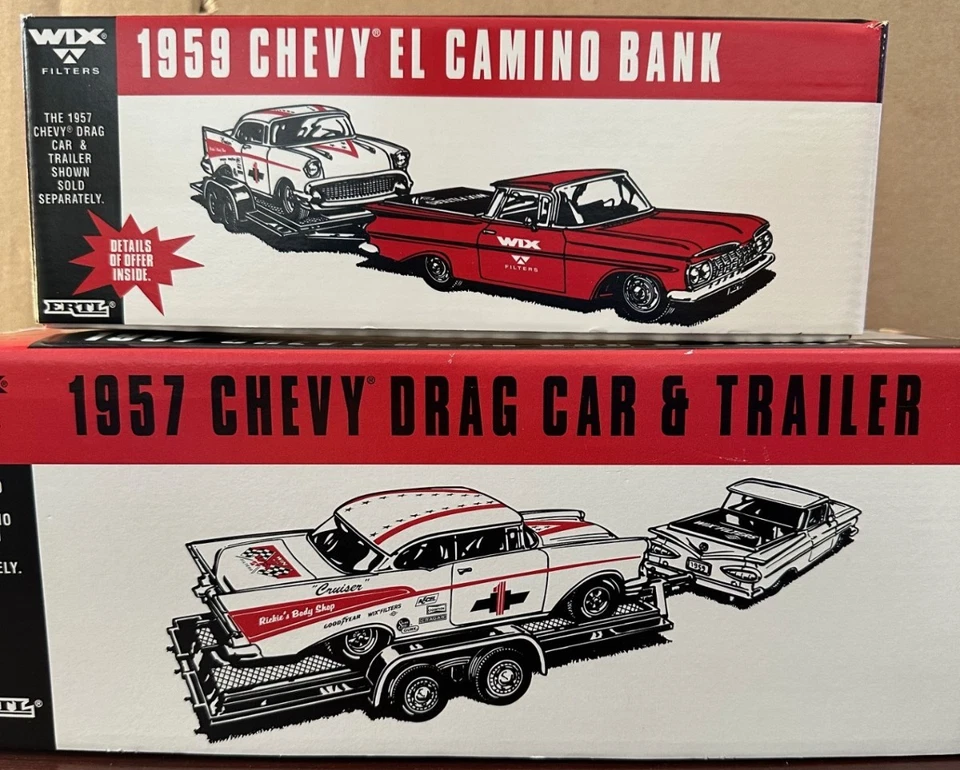 WIX®
FILTERS
1959 CHEVY® EL CAMINO BANK
THE 1957
CHEVY® DRAG
CAR &
TRAILER
SHOWN
SOLD
SEPARATELY.
DETAILS
OF OFFER
INSIDE.
ERTL®
WIX
FILTERS
1957 CHEVY® DRAG CAR & TRAILER
ELY.
TL®
"Cruiser"
Rickie's Body Shop
GOODYEAR
WIX FILTERS
1959